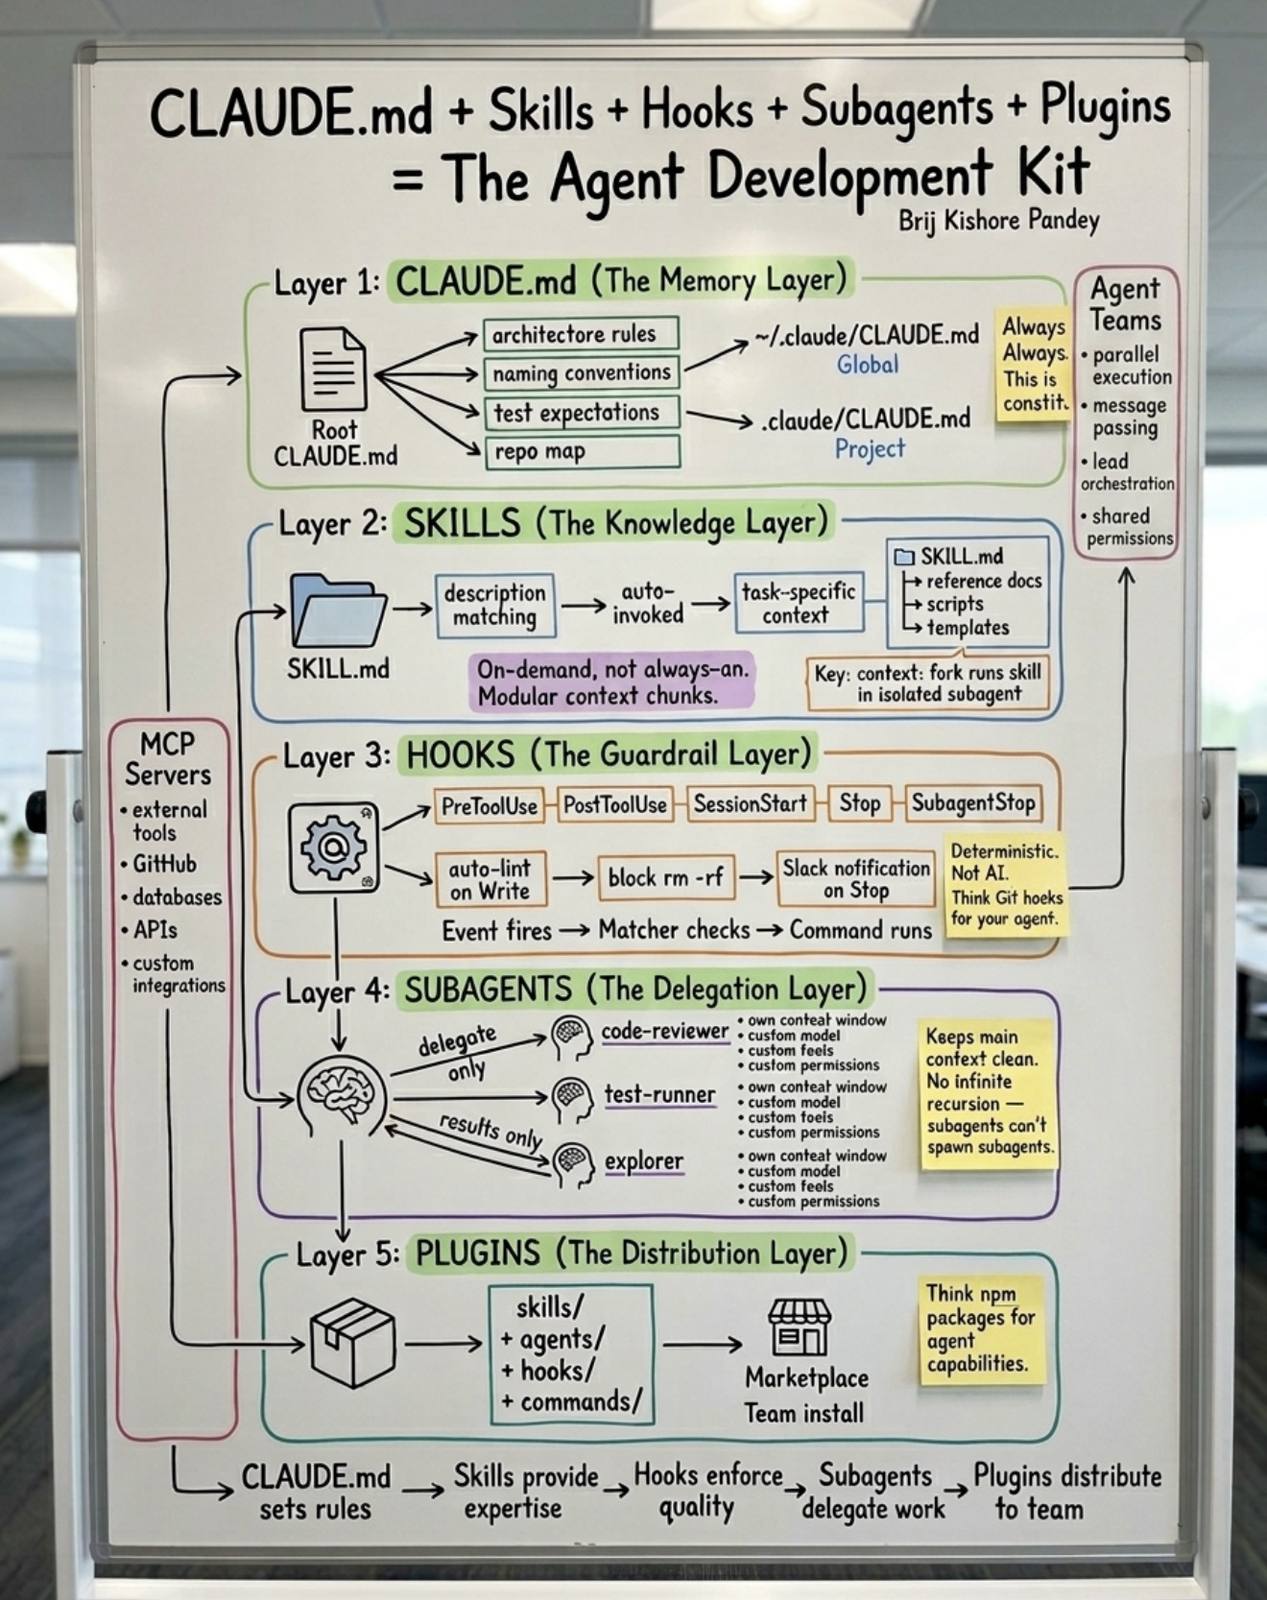 CLAUDE.md + Skills + Hooks + Subagents + Plugins
= The Agent Development Kit
Brij Kishore Pandey
Layer 1: CLAUDE.md (The Memory Layer)
Root
CLAUDE.md
architectore rules
naming conventions
test expectations
repo map
~/.claude/CLAUDE.md
Global
.claude/CLAUDE.md
Project
Always
Always.
This is
constit.
Agent
Teams
• parallel
execution
• message
passing
• lead
orchestration
• shared
permissions
Layer 2: SKILLS (The Knowledge Layer)
SKILL.md
description
matching
auto-
invoked
task-specific
context
SKILL.md
reference docs
scripts
templates
On-demand, not always-an.
Modular context chunks.
Key: context: fork runs skill
in isolated subagent
MCP
Servers
• external
tools
• GitHub
• databases
• APIs
• custom
integrations
Layer 3: HOOKS (The Guardrail Layer)
PreToolUse
PostToolUse
SessionStart
Stop
SubagentStop
auto-lint
on Write
block rm -rf
Slack nofification
on Stop
Event fires → Matcher checks → Command runs
Deterministic.
Not AI.
Think Git hooks
for your agent.
Layer 4: SUBAGENTS (The Delegation Layer)
delegate
only
results only
code-reviewer
• own conteat window
• custom model
• custom feels
• custom permissions
test-runner
• own conteat window
• custom model
• custom foels
• custom permissions
explorer
• own conteat window
• custom model
• custom feels
• custom permissions
Keeps main
context clean.
No infinite
recursion —
subagents can't
spawn subagents.
Layer 5: PLUGINS (The Distribution Layer)
skills/
+ agents/
+ hooks/
+ commands/
Marketplace
Team install
Think npm
packages for
agent
capabilities.
CLAUDE.md
sets rules
→ Skills provide
expertise
→ Hooks enforce
quality
→ Subagents
delegate work
→ Plugins distribute
to team